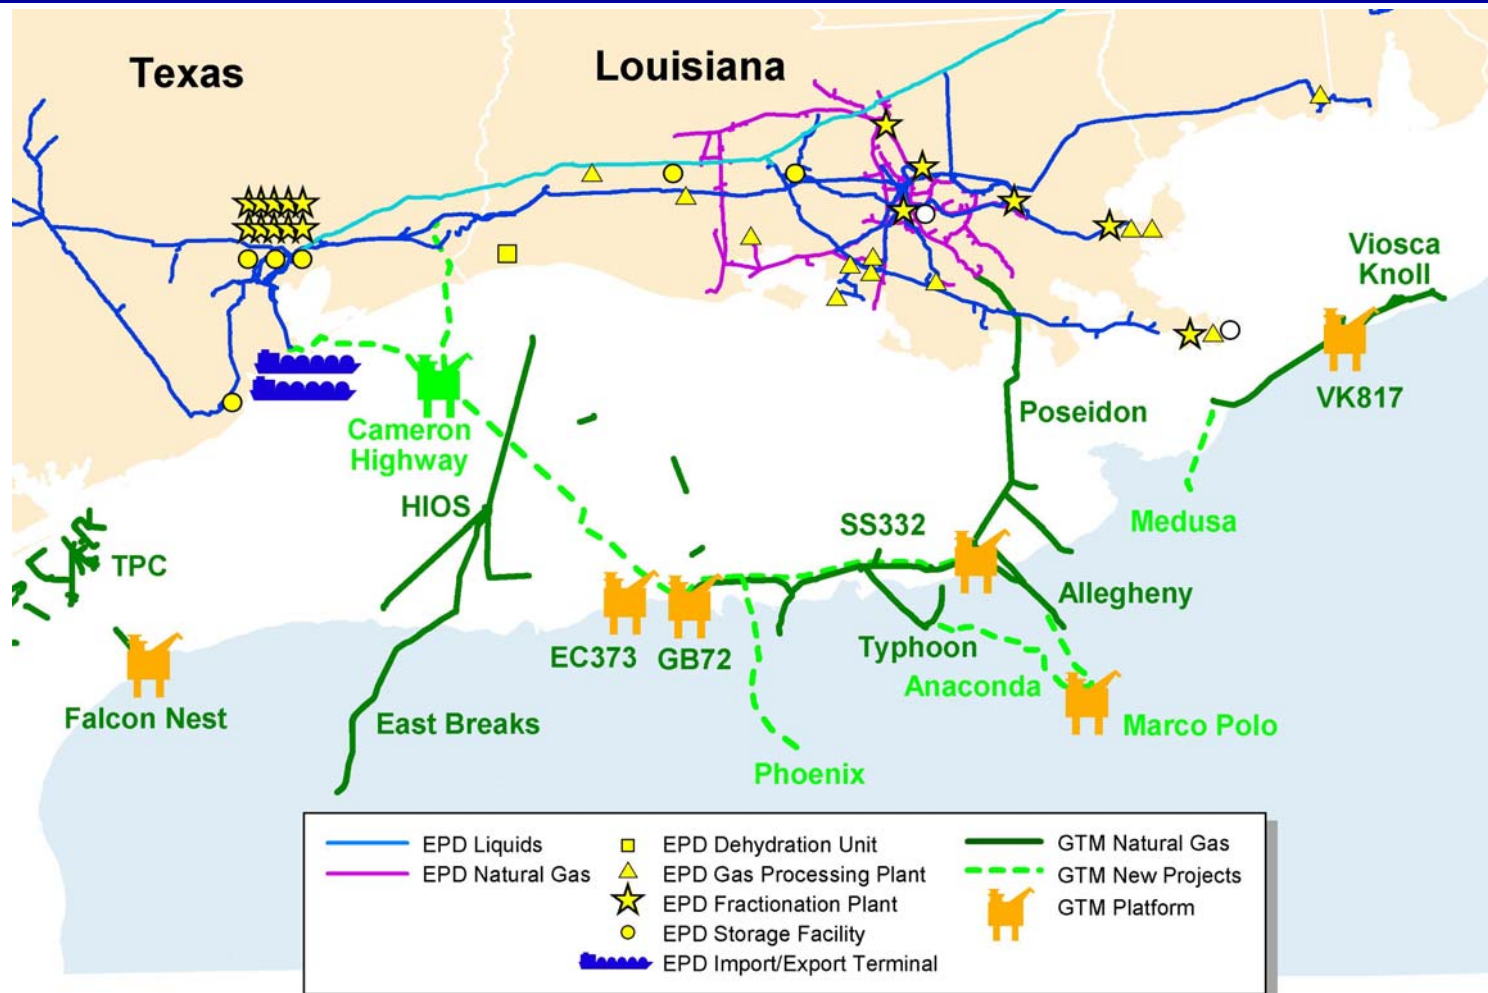 Texas
Louisiana
Viosca
Knoll
VK817
Poseidon
Cameron
Highway
HIOS
Medusa
SS332
TPC
Allegheny
EC373
GB72
Typhoon
Anaconda
Falcon Nest
East Breaks
Marco Polo
Phoenix
EPD Liquids
EPD Natural Gas
EPD Dehydration Unit
EPD Gas Processing Plant
EPD Fractionation Plant
EPD Storage Facility
EPD Import/Export Terminal
GTM Natural Gas
GTM New Projects
GTM Platform